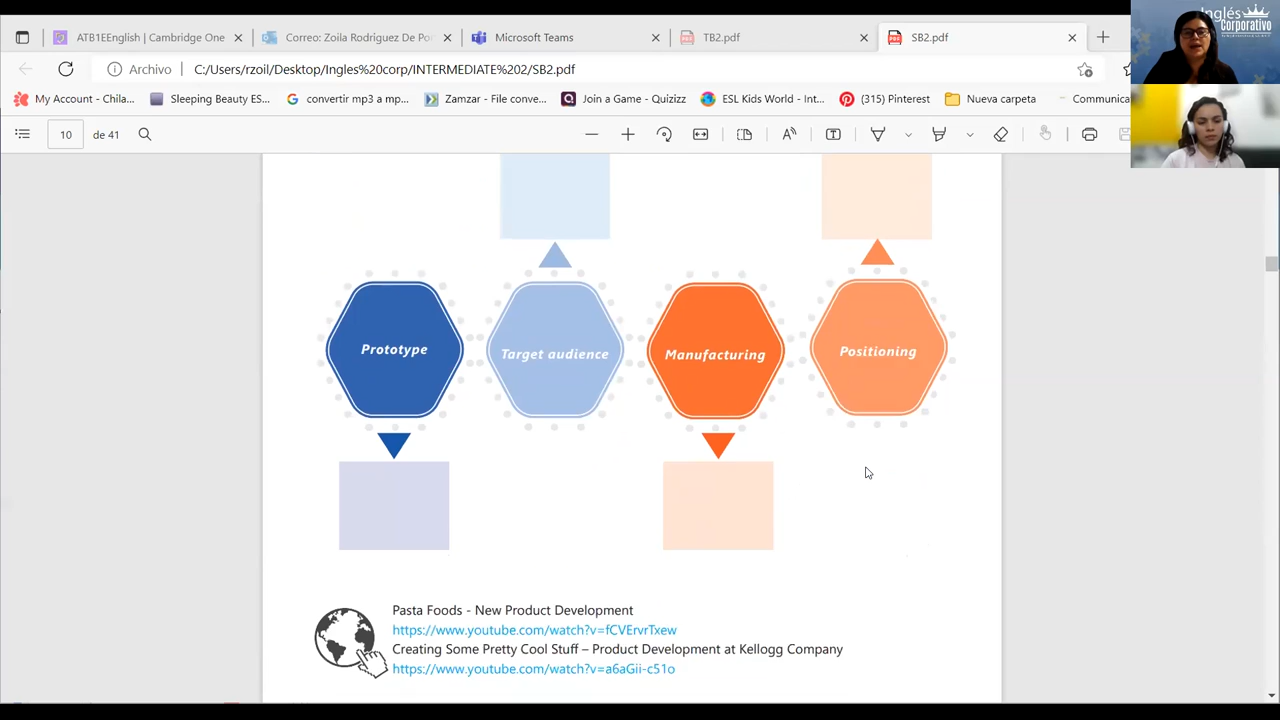 ATB1EEnglish | Cambridge One
Correo: Zoila Rodriguez De Po
Microsoft Teams
TB2.pdf
SB2.pdf
Inglés
Corporativo
Archivo
C:/Users/rzoil/Desktop/Ingles%20corp/INTERMEDIATE%202/SB2.pdf
My Account - Chila...
Sleeping Beauty ES...
convertir mp3 a mp...
Zamzar - File conve...
Join a Game - Quizizz
ESL Kids World - Int...
(315) Pinterest
Nueva carpeta
Communica
10
de 41
Prototype
Target audience
Manufacturing
Positioning
Pasta Foods - New Product Development
https://www.youtube.com/watch?v=fCVErvrTxew
Creating Some Pretty Cool Stuff – Product Development at Kellogg Company
https://www.youtube.com/watch?v=a6aGii-c51o